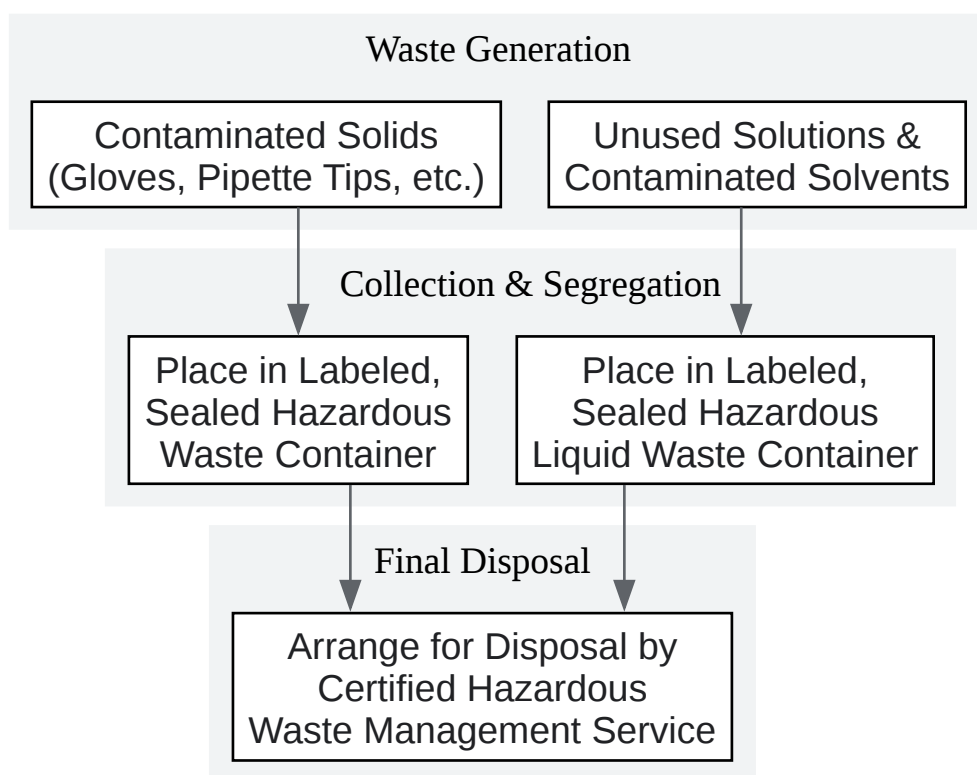 Waste Generation
Contaminated Solids
(Gloves, Pipette Tips, etc.)
Unused Solutions &
Contaminated Solvents
Collection & Segregation
Place in Labeled,
Sealed Hazardous
Waste Container
Place in Labeled,
Sealed Hazardous
Liquid Waste Container
Final Disposal
Arrange for Disposal by
Certified Hazardous
Waste Management Service